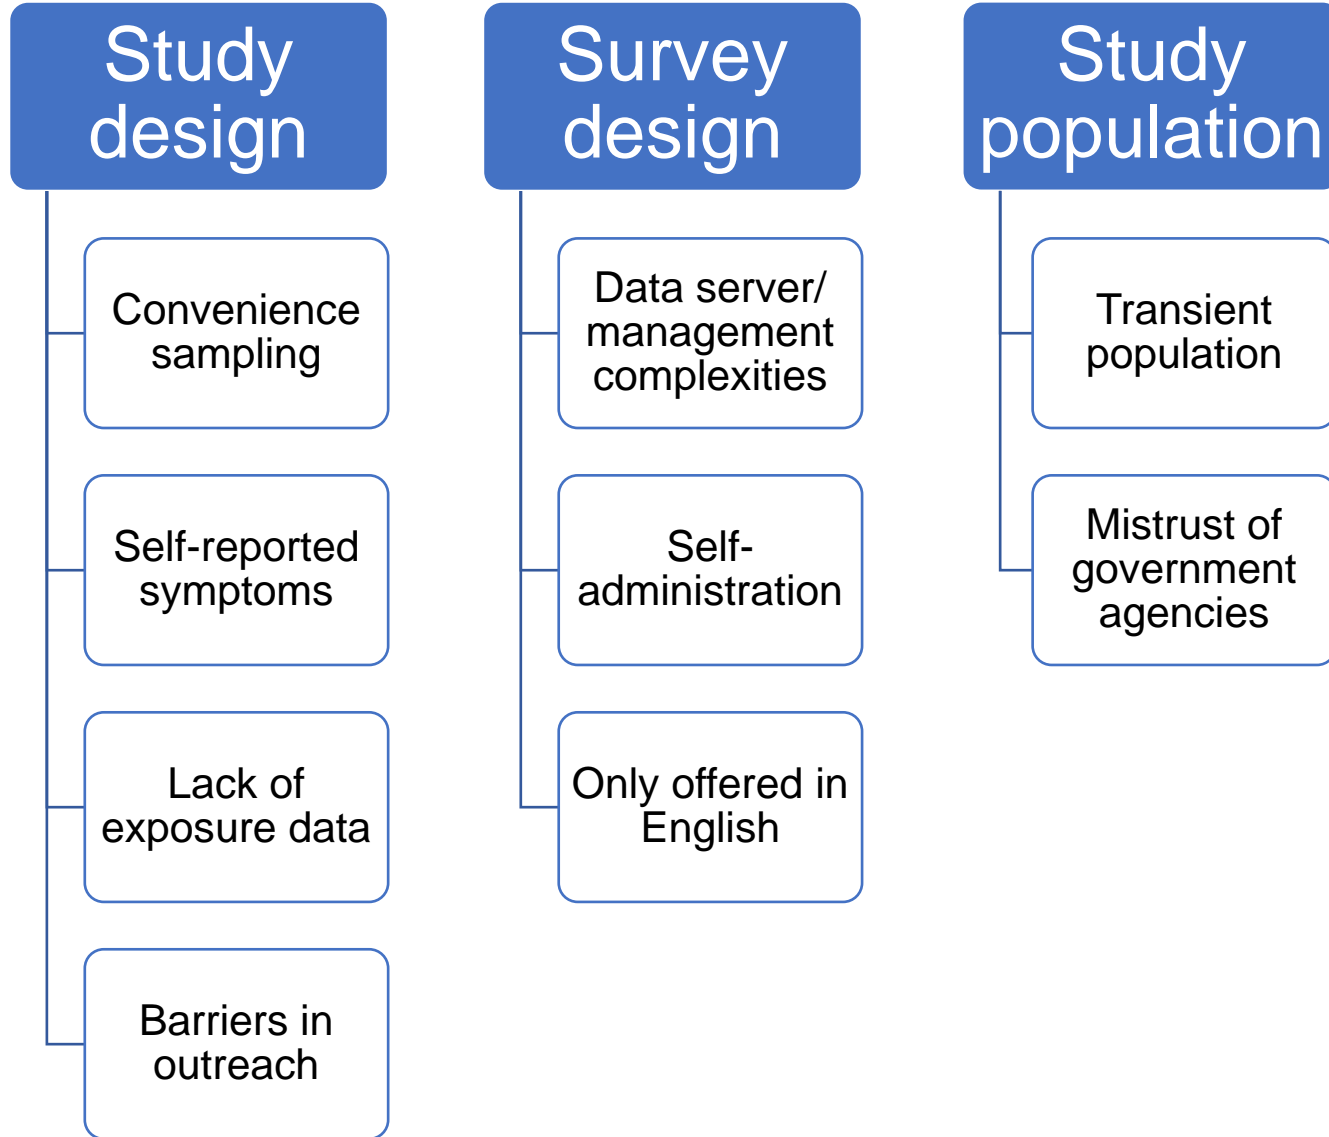 Study
design
Convenience
sampling
Self-reported
symptoms
Lack of
exposure data
Barriers in
outreach
Survey
design
Data server/
management
complexities
Self-
administration
Only offered in
English
Study
population
Transient
population
Mistrust of
government
agencies